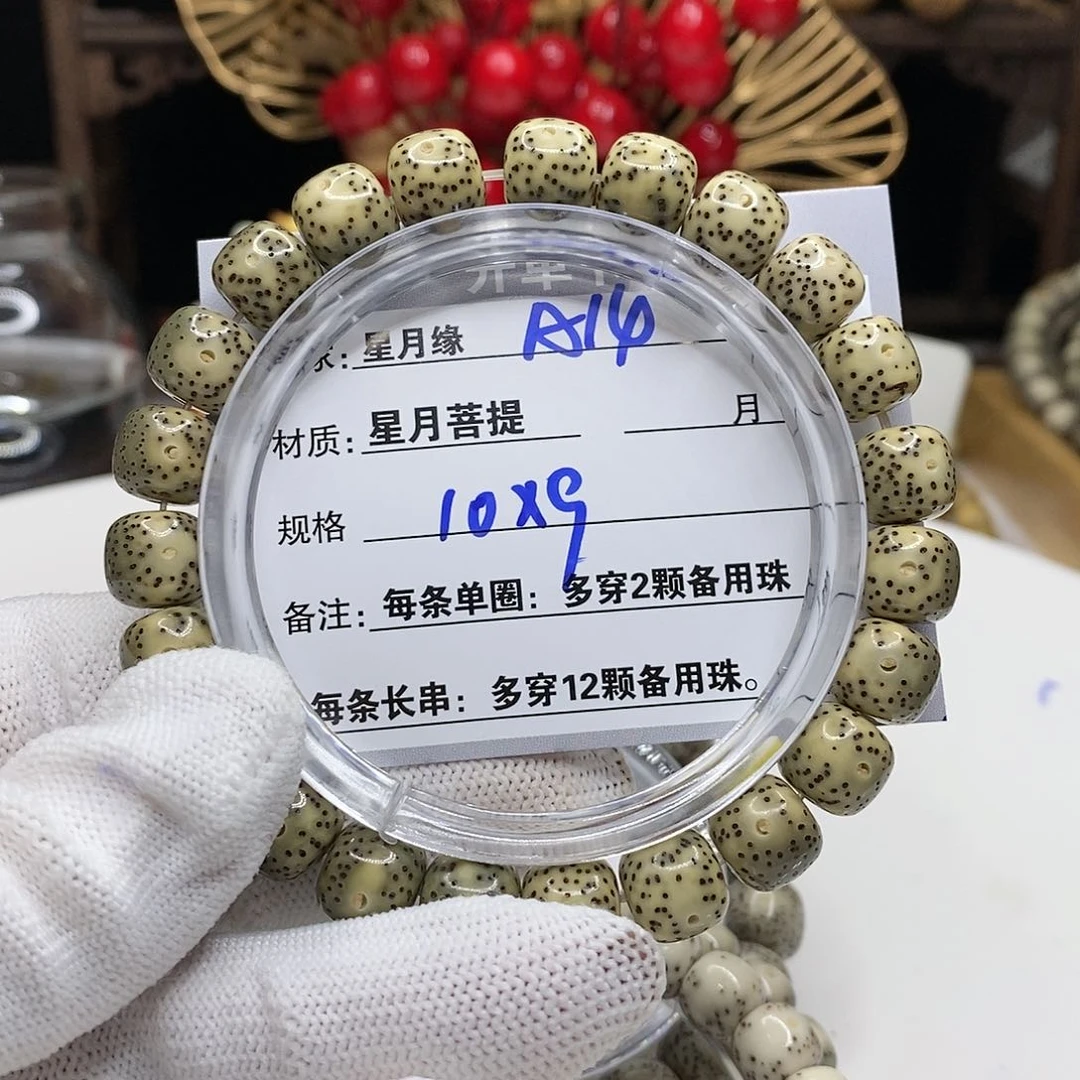 星月缘 A14
材质: 星月菩提 月
规格 10x9
备注: 每条单圈: 多穿2颗备用珠
每条长串: 多穿12颗备用珠。